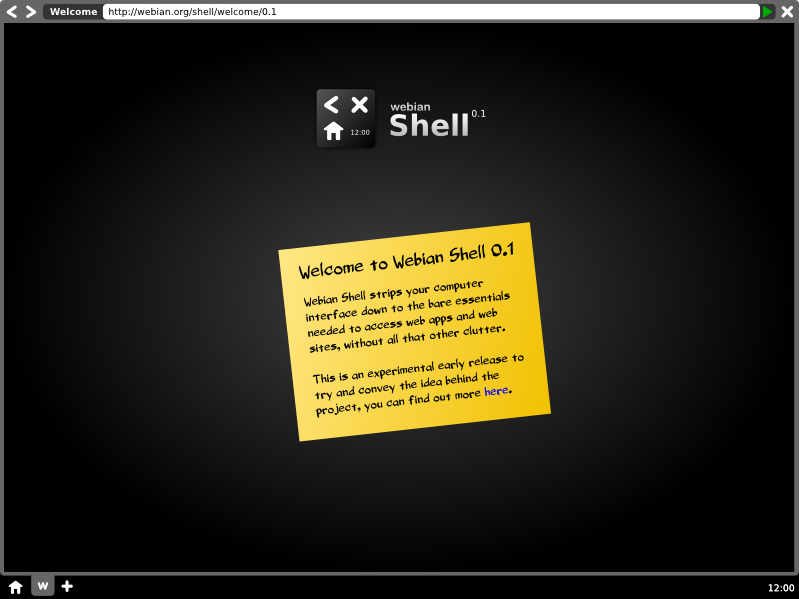 Welcome http://webian.org/shell/welcome/0.1
webian
Shell 0.1
12:00
Welcome to Webian Shell 0.1
Webian Shell strips your computer
interface down to the bare essentials
needed to access web apps and web
sites, without all that other clutter.
This is an experimental early release to
try and convey the idea behind the
project, you can find out more here.
W
12:00